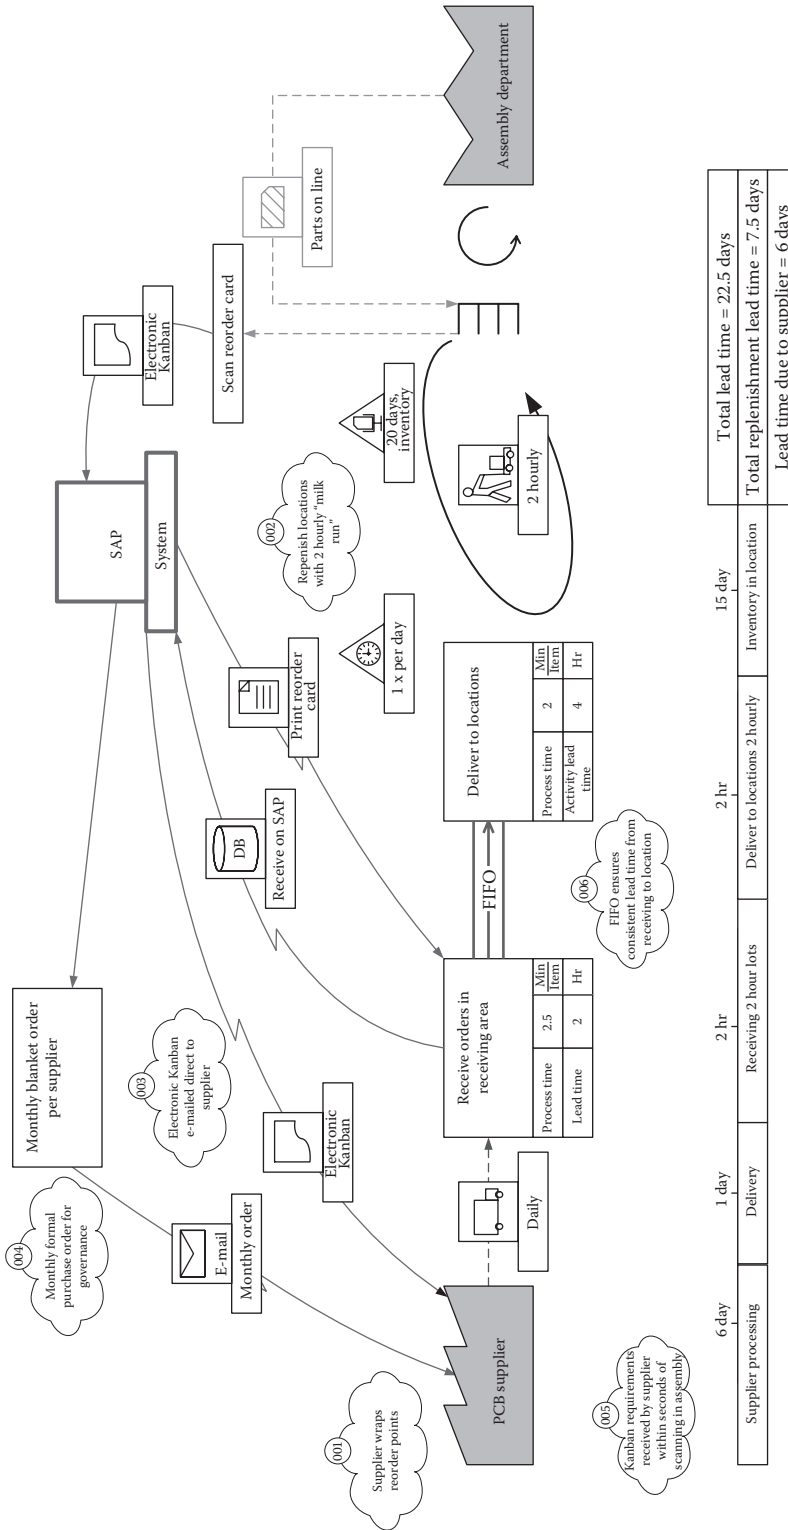 004
Monthly formal
purchase order for
governance
Monthly blanket order
per supplier
SAP
System
Electronic
Kanban
Scan reorder card
Parts on line
Assembly department
003
Electronic Kanban
e-mailed direct to
supplier
E-mail
Monthly order
Electronic
Kanban
DB
Receive on SAP
Print reorder
card
002
Repenish locations
with 2 hourly “milk
run”
1 x per day
20 days,
inventory
2 hourly
001
Supplier wraps
reorder points
PCB supplier
Daily
Receive orders in
receiving area
Process time 2.5 Min
Item
Lead time 2 Hr
FIFO
Deliver to locations
Process time 2 Min
Item
Activity lead
time
4 Hr
005
Kanban requirements
received by supplier
within seconds of
scanning in assembly
006
FIFO ensures
consistent lead time from
receiving to location
6 day
1 day
2 hr
2 hr
15 day
Supplier processing
Delivery
Receiving 2 hour lots
Deliver to locations 2 hourly
Inventory in location
Total lead time = 22.5 days
Total replenishment lead time = 7.5 days
Lead time due to supplier = 6 days